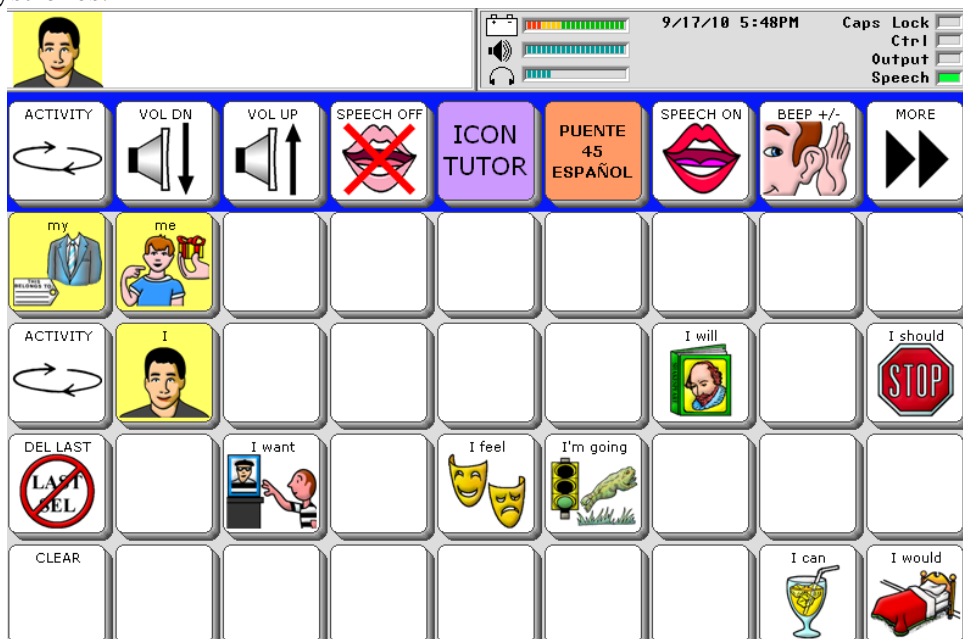 9/17/10 5:48PM
Caps Lock
Ctrl
Output
Speech
ACTIVITY
VOL DN
VOL UP
SPEECH OFF
ICON
TUTOR
PUENTE
45
ESPAÑOL
SPEECH ON
BEEP +/-
MORE
my
THIS
BELONGS TO
me
ACTIVITY
I
I will
I should
STOP
DEL LAST
LAST
SEL
I want
I feel
I'm going
CLEAR
I can
I would